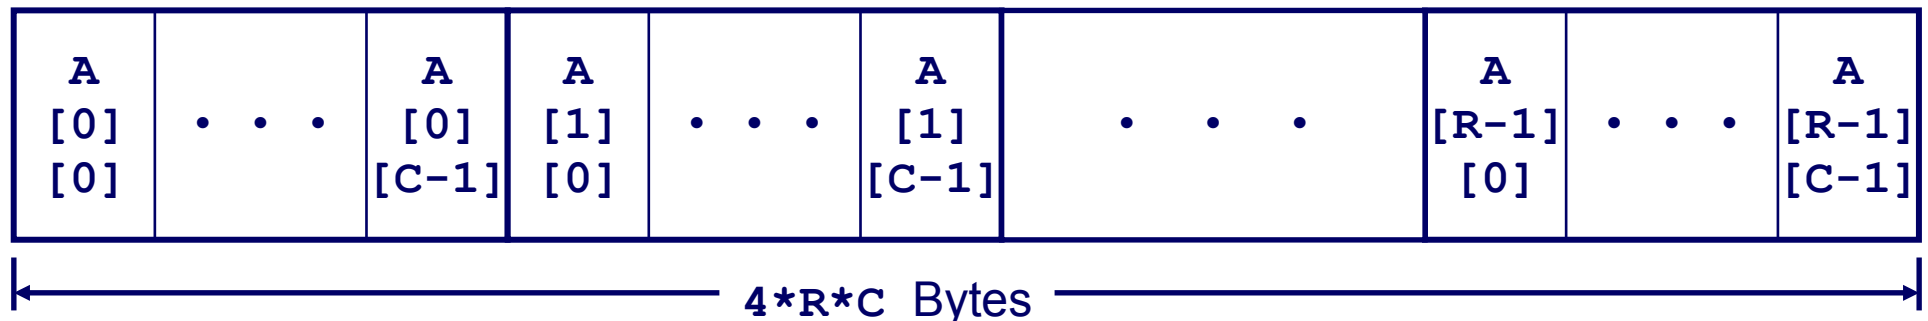 A A A A A A
[0] • • • [0] [1] • • • [1] • • • [R-1] • • • [R-1]
[0] [C-1] [0] [C-1] [0] [C-1]
4*R*C Bytes